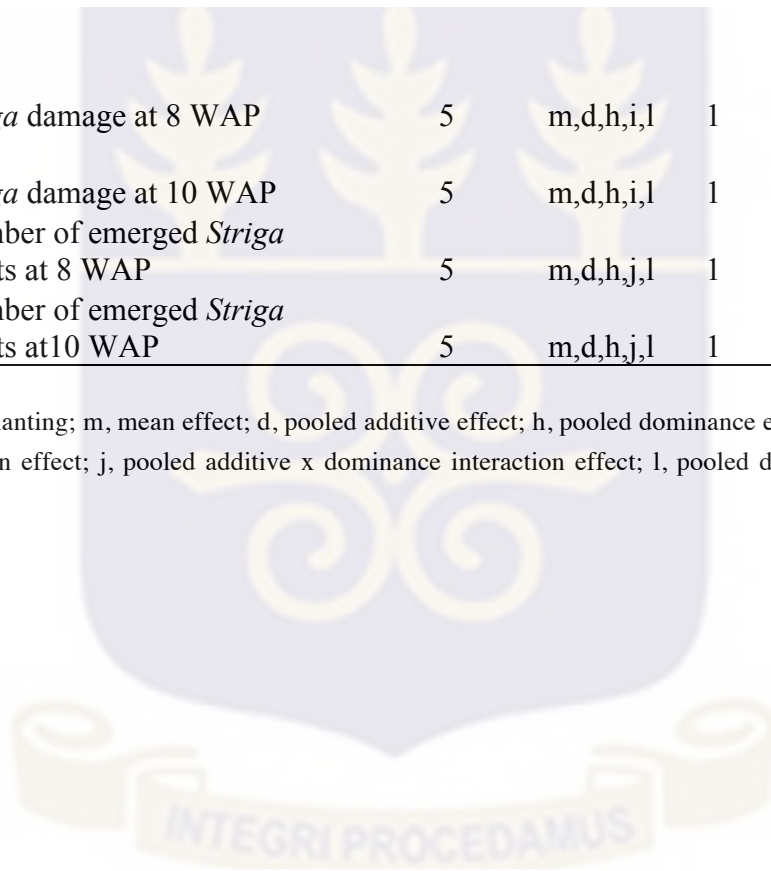 ga damage at 8 WAP 5 m,d,h,i,l 1
ga damage at 10 WAP 5 m,d,h,i,l 1
ber of emerged Striga
ts at 8 WAP 5 m,d,h,j,l 1
ber of emerged Striga
ts at10 WAP 5 m,d,h,j,l 1
lanting; m, mean effect; d, pooled additive effect; h, pooled dominance e
n effect; j, pooled additive x dominance interaction effect; l, pooled d
INTEGRI PROCEDAMUS